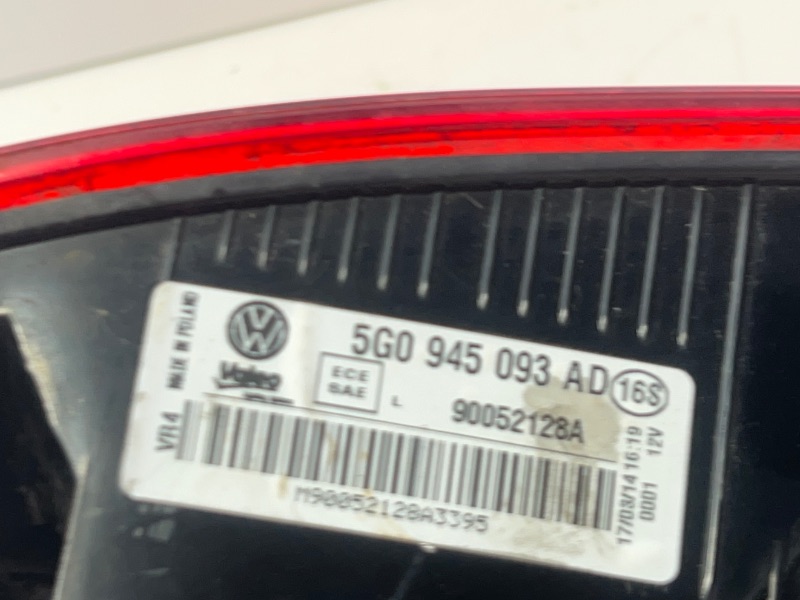 MADE IN POLAND
VR4
Valeo
ECE
SAE
L
5G0 945 093 AD
16S
90052128A
M90052128A3395
17/03/14 16:19
0001 12V